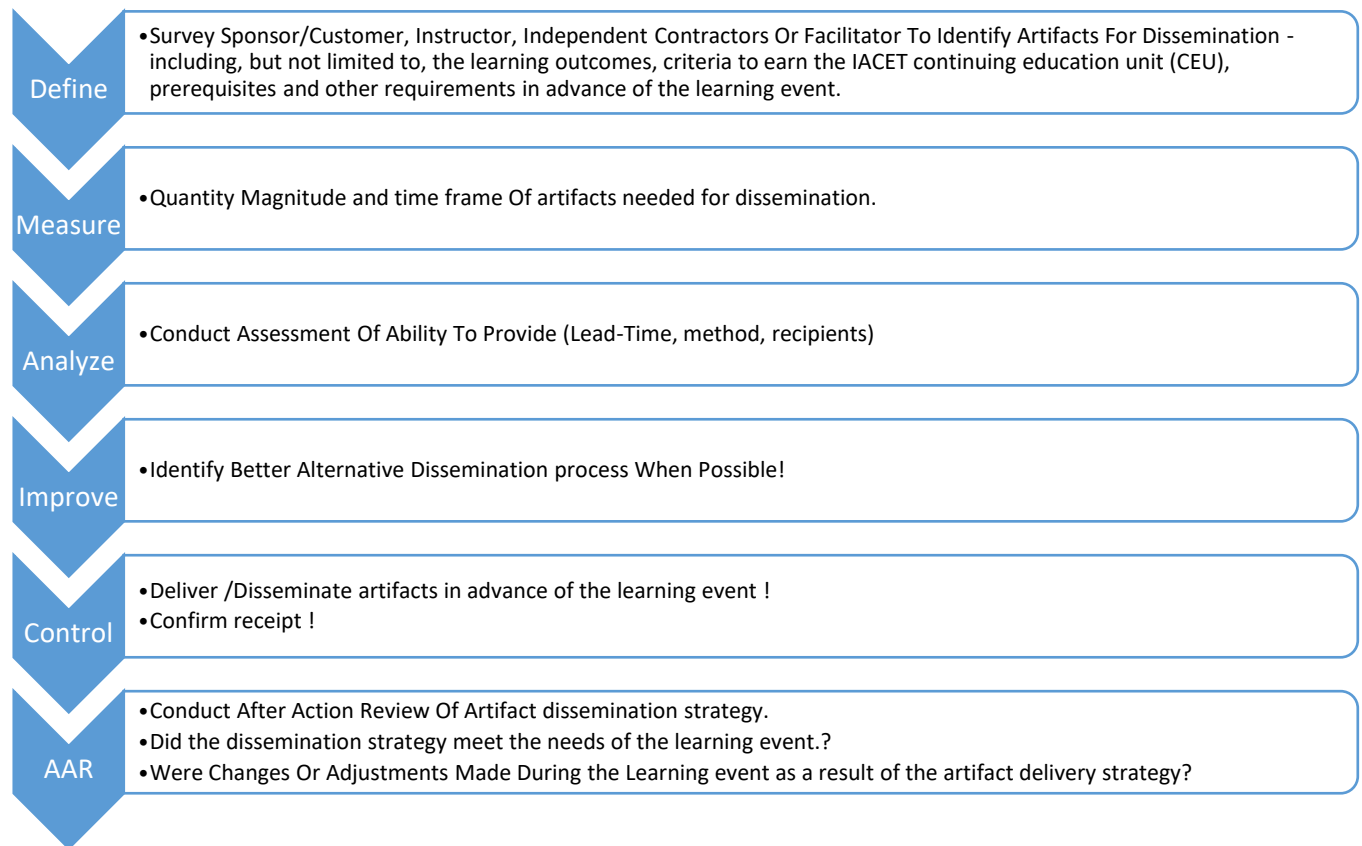 Define
•Survey Sponsor/Customer, Instructor, Independent Contractors Or Facilitator To Identify Artifacts For Dissemination -
including, but not limited to, the learning outcomes, criteria to earn the IACET continuing education unit (CEU),
prerequisites and other requirements in advance of the learning event.
Measure
•Quantity Magnitude and time frame Of artifacts needed for dissemination.
Analyze
•Conduct Assessment Of Ability To Provide (Lead-Time, method, recipients)
Improve
•Identify Better Alternative Dissemination process When Possible!
Control
•Deliver /Disseminate artifacts in advance of the learning event !
•Confirm receipt !
AAR
•Conduct After Action Review Of Artifact dissemination strategy.
•Did the dissemination strategy meet the needs of the learning event.?
•Were Changes Or Adjustments Made During the Learning event as a result of the artifact delivery strategy?